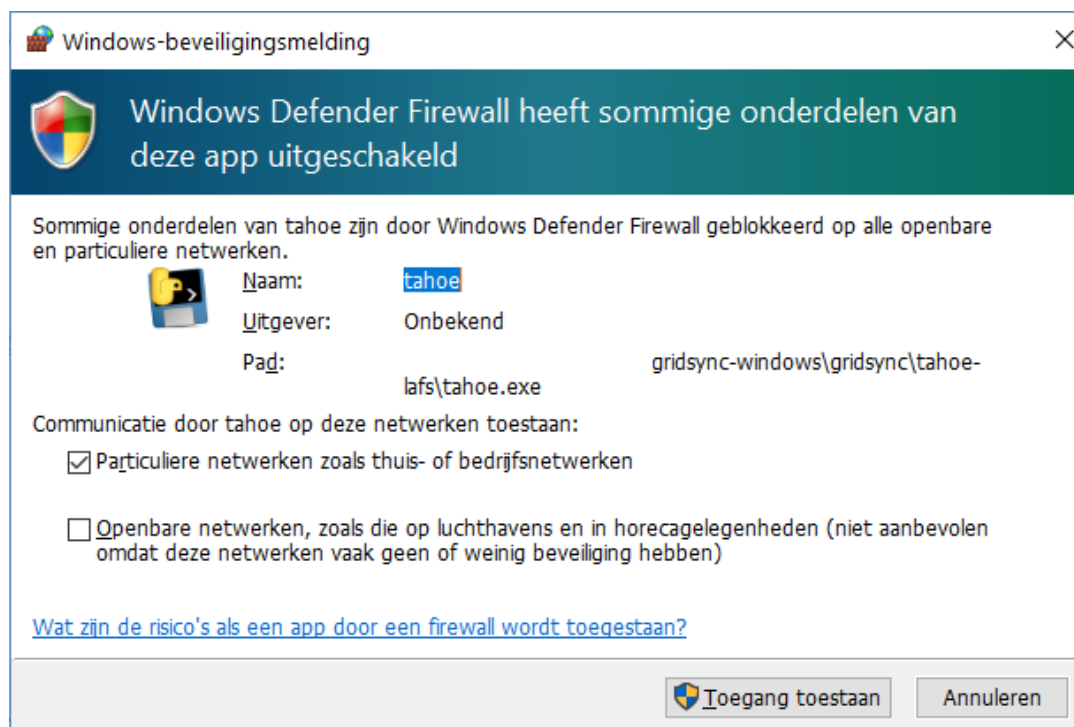 Windows-beveiligingsmelding
Windows Defender Firewall heeft sommige onderdelen van
deze app uitgeschakeld
Sommige onderdelen van tahoe zijn door Windows Defender Firewall geblokkeerd op alle openbare
en particuliere netwerken.
Naam: tahoe
Uitgever: Onbekend
Pad: gridsync-windows\gridsync\tahoe-
lafs\tahoe.exe
Communicatie door tahoe op deze netwerken toestaan:
Particuliere netwerken zoals thuis- of bedrijfsnetwerken
Openbare netwerken, zoals die op luchthavens en in horecagelegenheden (niet aanbevolen
omdat deze netwerken vaak geen of weinig beveiliging hebben)
Wat zijn de risico's als een app door een firewall wordt toegestaan?
Toegang toestaan Annuleren